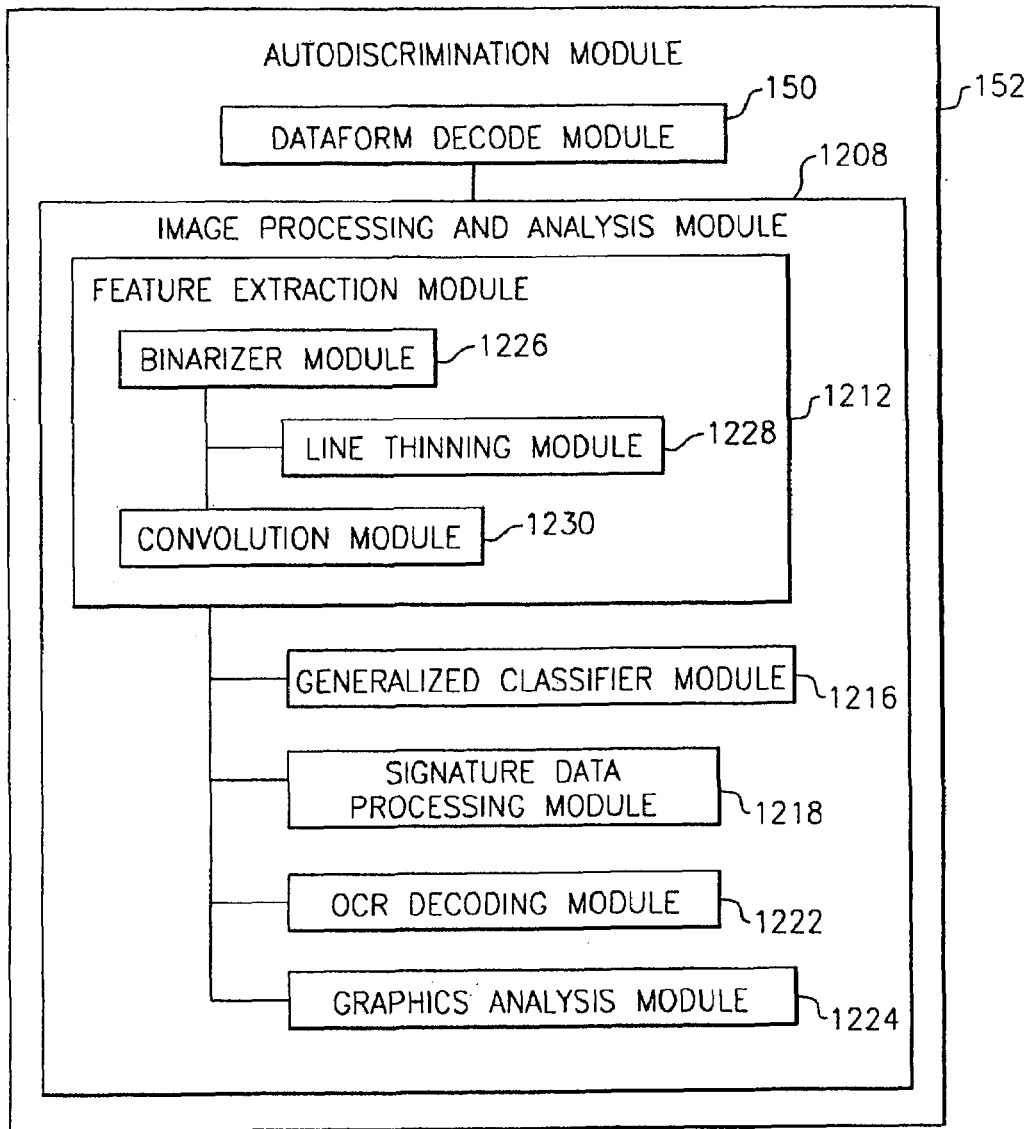 AUTODISCRIMINATION MODULE
150
152
DATAFORM DECODE MODULE
1208
IMAGE PROCESSING AND ANALYSIS MODULE
FEATURE EXTRACTION MODULE
BINARIZER MODULE
1226
1212
LINE THINNING MODULE
1228
CONVOLUTION MODULE
1230
GENERALIZED CLASSIFIER MODULE
1216
SIGNATURE DATA
PROCESSING MODULE
1218
OCR DECODING MODULE
1222
GRAPHICS ANALYSIS MODULE
1224